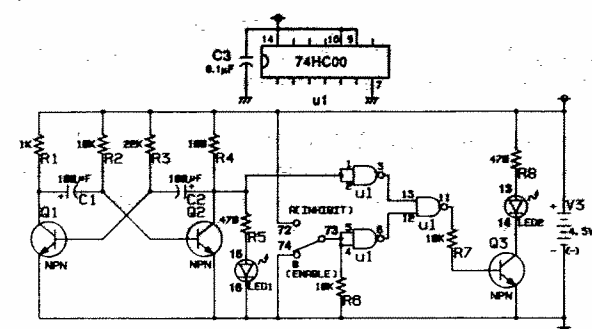 14
10
9
74HC00
7
C3
0.1µF
u1
1K
R1
10K
R2
22K
R3
100
R4
100µF
C1
100µF
C2
Q1
NPN
Q2
NPN
470
R5
15
16
LED1
A(INHIBIT)
72
74
73
B
(ENABLE)
10K
R6
1
2
3
u1
5
4
6
u1
13
12
11
u1
10K
R7
470
R8
13
14
LED2
Q3
NPN
V3
4.5V
(-)